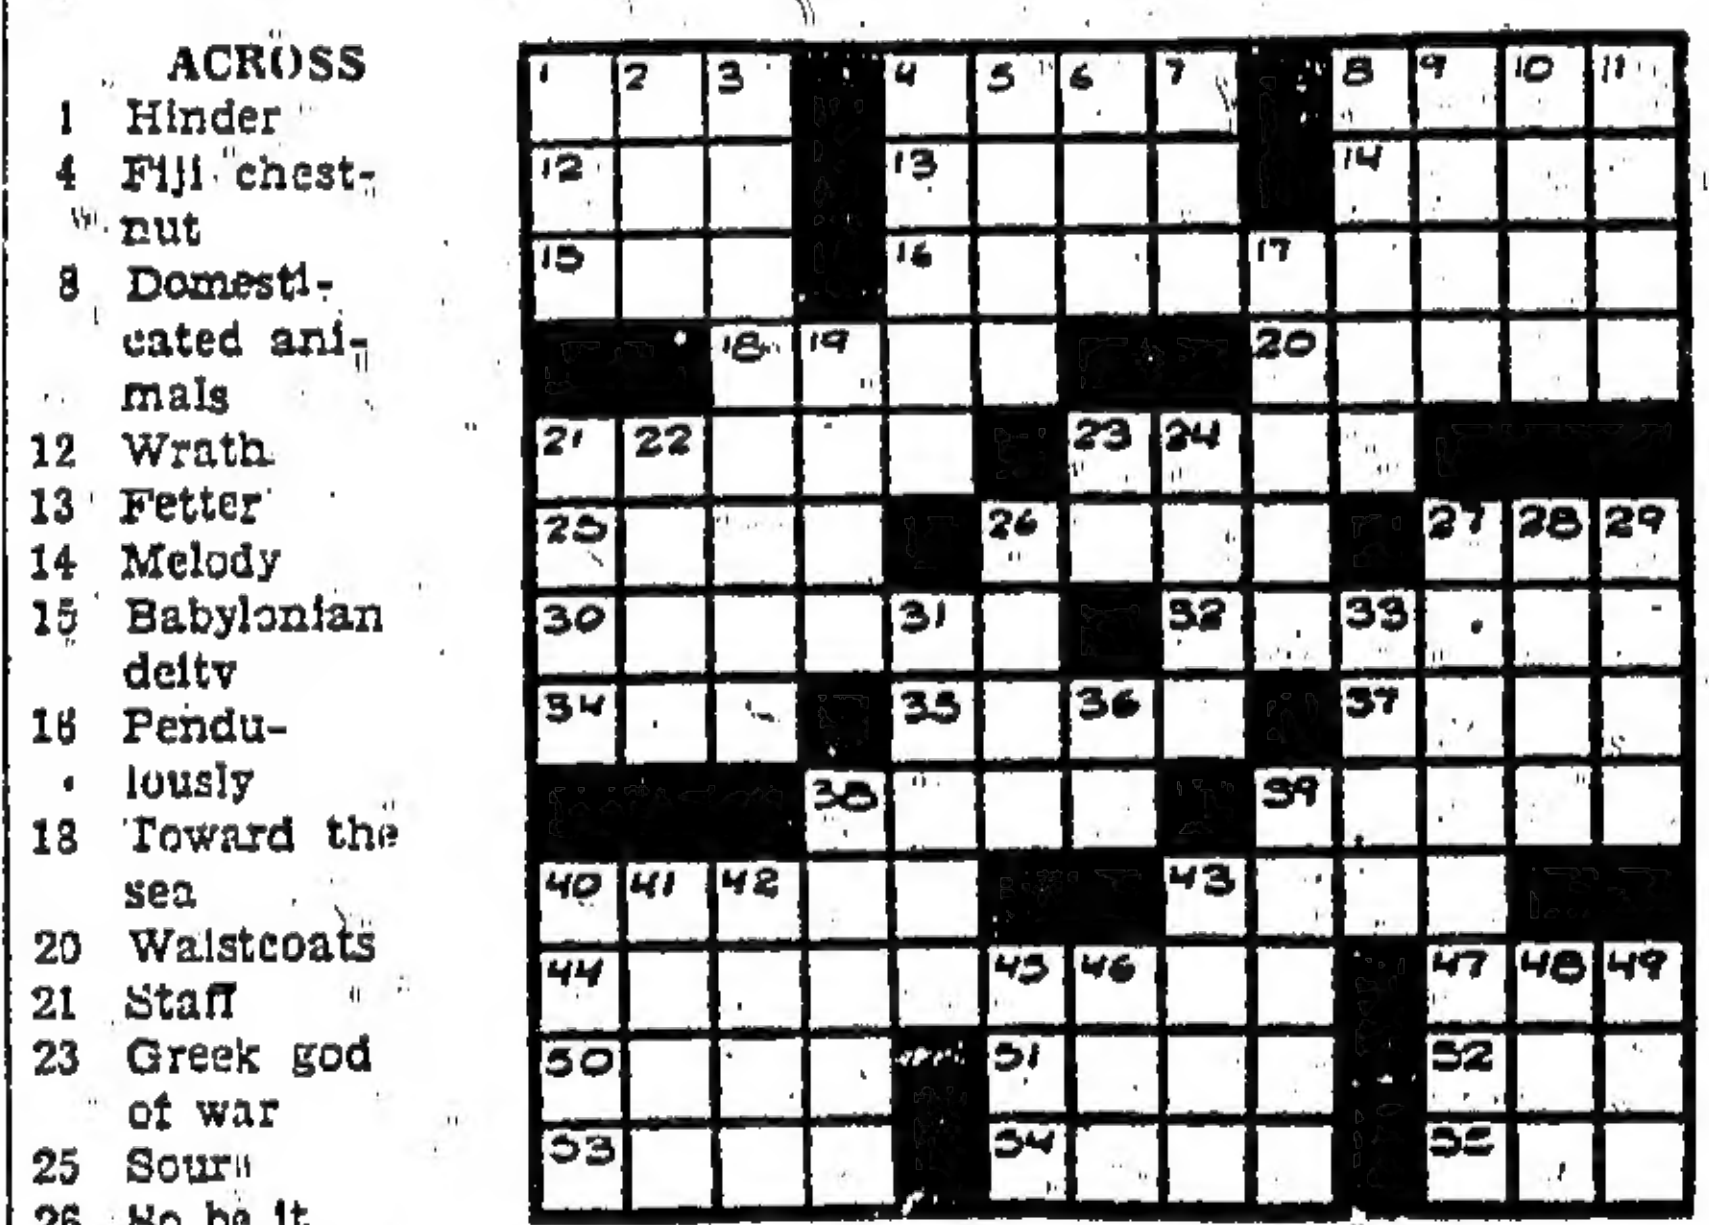 ACROSS
1 Hinder
4 Fiji chest-
nut
8 Domesti-
cated ani-
mals
12 Wrath
13 Fetter
14 Melody
15 Babylonian
deity
16 Pendu-
lously
18 Toward the
sea
20 Waistcoats
21 Staff
23 Greek god
of war
25 Sour
26 So be it
1 2 3 4 5 6 7 8 9 10 11
12 13 14
15 16 17
18 19 20
21 22 23 24
25 26 27 28 29
30 31 32 33
34 35 36 37
38 39
40 41 42 43
44 45 46 47 48 49
50 51 52
53 54 55